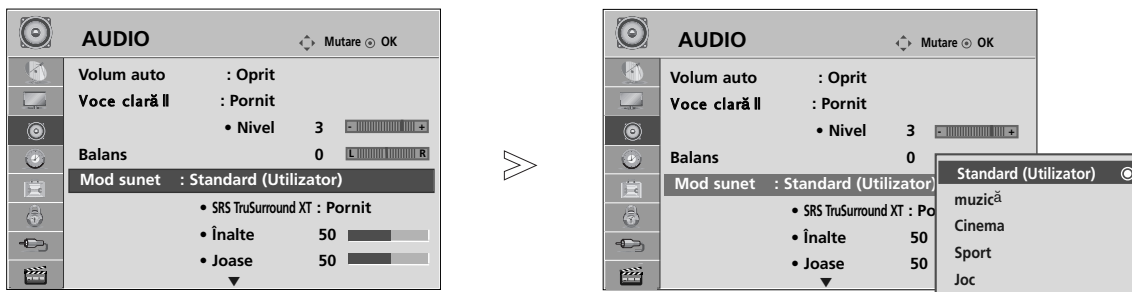 AUDIO
Mutare OK
Volum auto : Oprit
Voce clară II : Pornit
• Nivel 3 - +
Balans 0 L R
Mod sunet : Standard (Utilizator)
• SRS TruSurround XT : Pornit
• Înalte 50
• Joase 50
>
AUDIO
Mutare OK
Volum auto : Oprit
Voce clară II : Pornit
• Nivel 3 - +
Balans 0
Mod sunet : Standard (Utilizator)
• SRS TruSurround XT : Po
• Înalte 50
• Joase 50
Standard (Utilizator)
muzică
Cinema
Sport
Joc